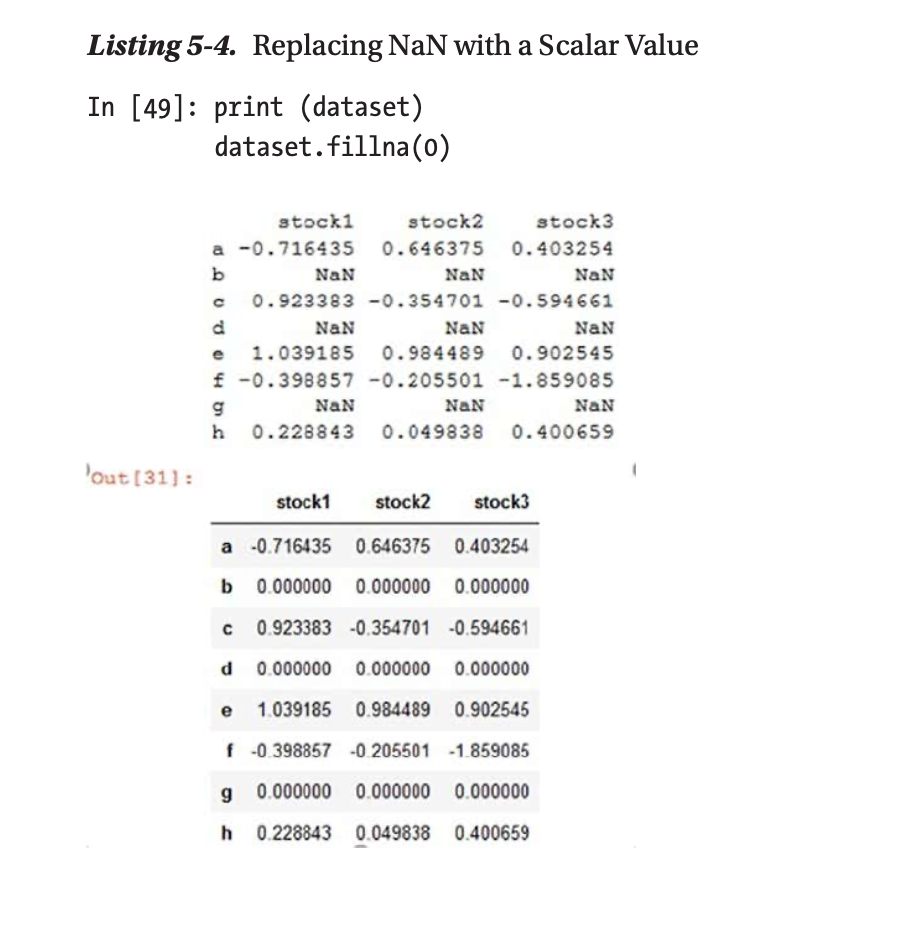 Listing 5-4. Replacing NaN with a Scalar Value
In [49]: print (dataset)
dataset.fillna(0)
stock1 stock2 stock3
a -0.716435 0.646375 0.403254
b NaN NaN NaN
c 0.923383 -0.354701 -0.594661
d NaN NaN NaN
e 1.039185 0.984489 0.902545
f -0.398857 -0.205501 -1.859085
g NaN NaN NaN
h 0.228843 0.049838 0.400659
Out[31]:
stock1 stock2 stock3
a -0.716435 0.646375 0.403254
b 0.000000 0.000000 0.000000
c 0.923383 -0.354701 -0.594661
d 0.000000 0.000000 0.000000
e 1.039185 0.984489 0.902545
f -0.398857 -0.205501 -1.859085
g 0.000000 0.000000 0.000000
h 0.228843 0.049838 0.400659